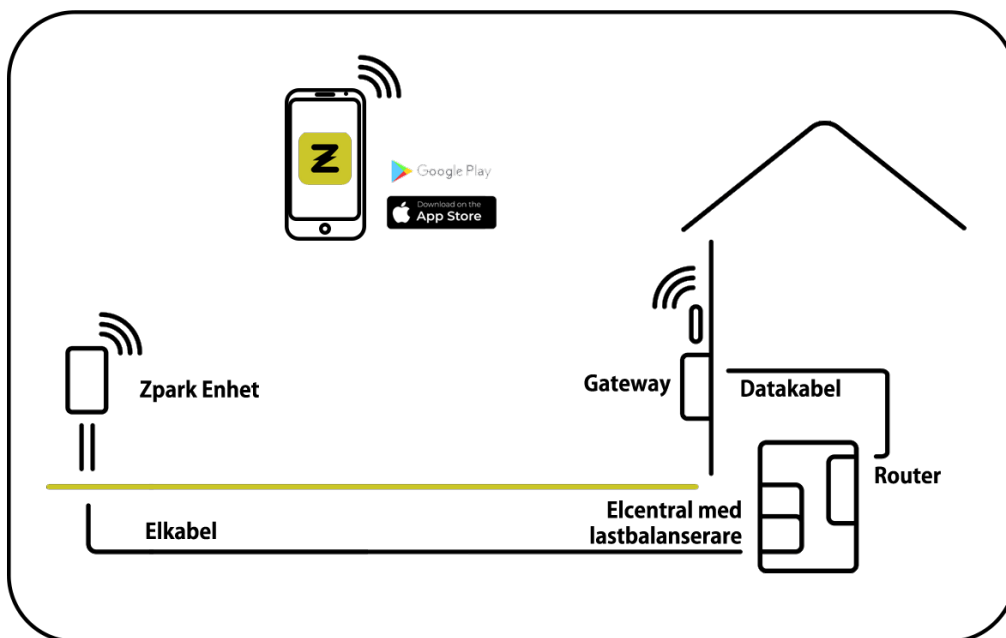 Z
Google Play
Download on the
App Store
Zpark Enhet
Gateway
Datakabel
Router
Elcentral med
lastbalanserare
Elkabel